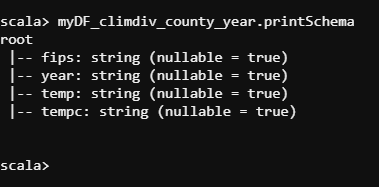 scala> myDF_climdiv_county_year.printSchema
root
 |-- fips: string (nullable = true)
 |-- year: string (nullable = true)
 |-- temp: string (nullable = true)
 |-- tempc: string (nullable = true)
scala>